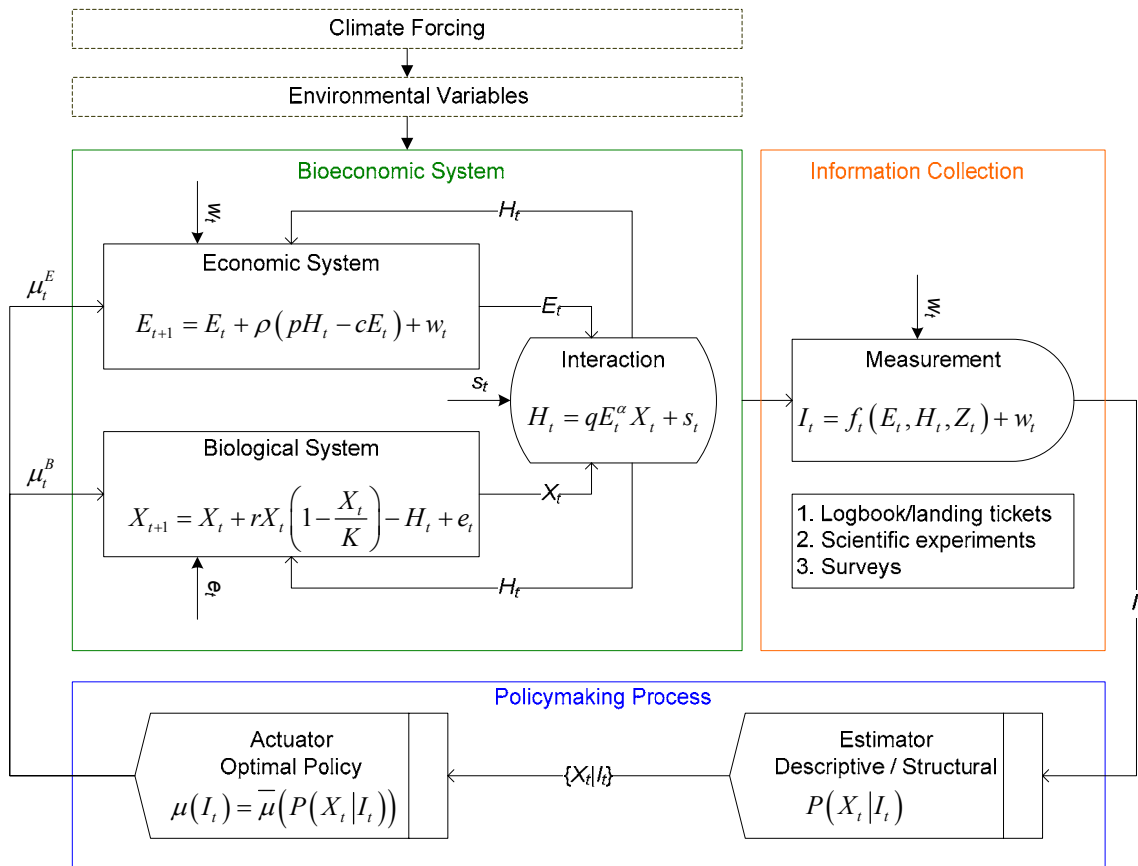 Climate Forcing
Environmental Variables
Bioeconomic System
w_t
H_t
Economic System
E_{t+1} = E_t + ρ(pH_t − cE_t) + w_t
μ_t^E
E_t
s_t
Interaction
H_t = qE_t^α X_t + s_t
μ_t^B
Biological System
X_{t+1} = X_t + rX_t(1 − X_t/K) − H_t + e_t
X_t
e_t
H_t
Information Collection
w_t
Measurement
I_t = f_t(E_t, H_t, Z_t) + w_t
1. Logbook/landing tickets
2. Scientific experiments
3. Surveys
I
Policymaking Process
Actuator
Optimal Policy
μ(I_t) = μ̅(P(X_t|I_t))
{X_t|I_t}
Estimator
Descriptive / Structural
P(X_t|I_t)